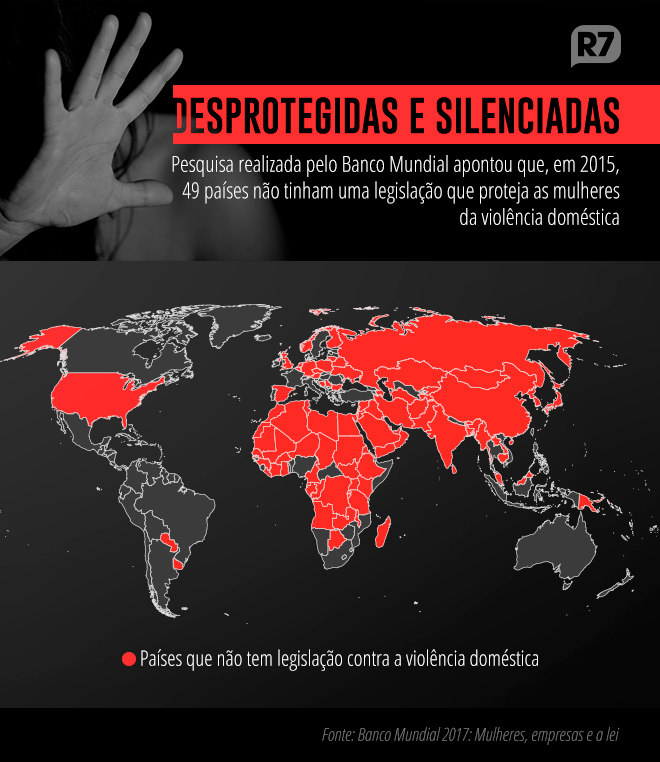 R7
DESPROTEGIDAS E SILENCIADAS
Pesquisa realizada pelo Banco Mundial apontou que, em 2015,
49 países não tinham uma legislação que proteja as mulheres
da violência doméstica
Países que não tem legislação contra a violência doméstica
Fonte: Banco Mundial 2017: Mulheres, empresas e a lei